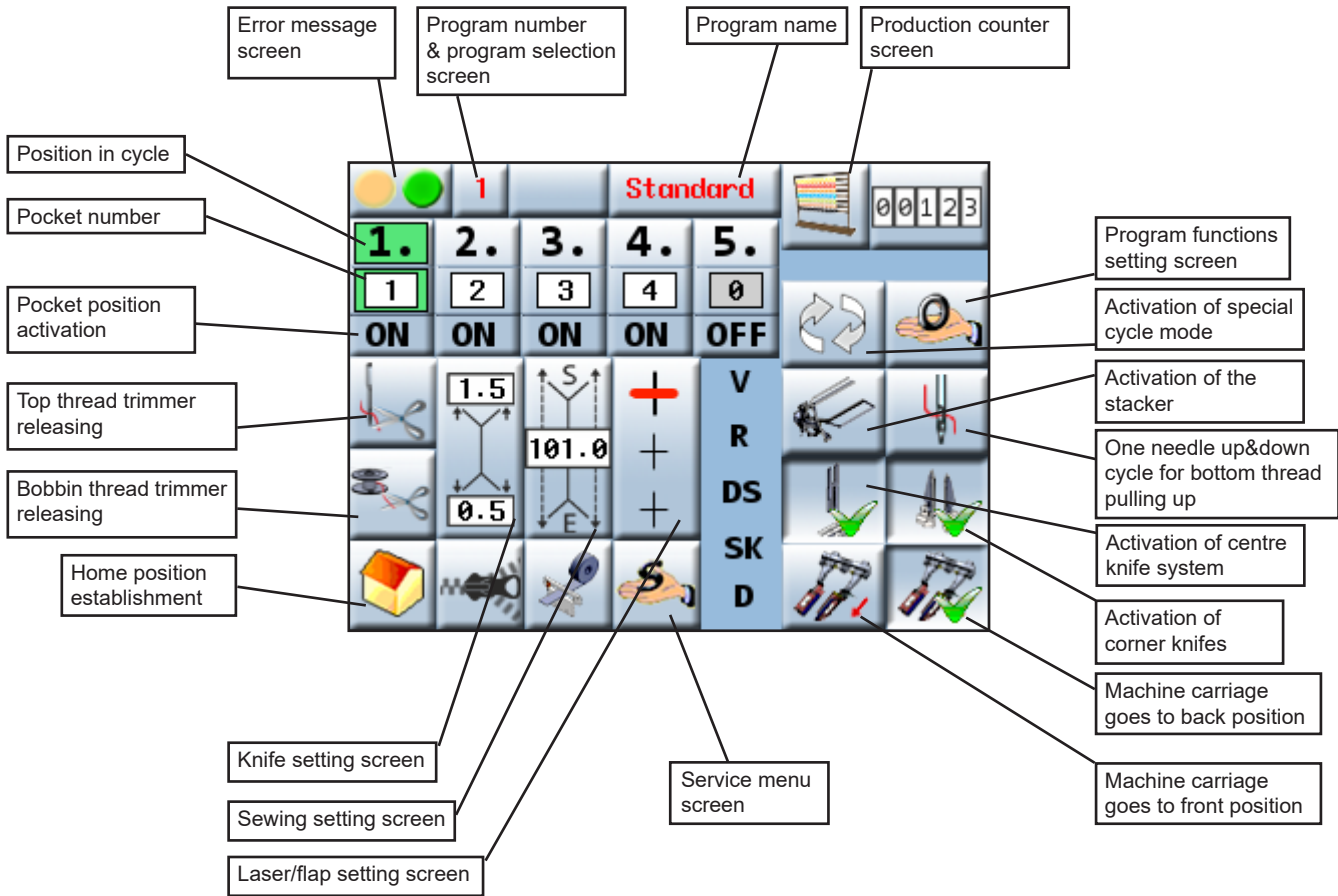 Error message
screen
Program number
& program selection
screen
Program name
Production counter
screen
Position in cycle
Pocket number
Pocket position
activation
Top thread trimmer
releasing
Bobbin thread trimmer
releasing
Home position
establishment
1
Standard
00123
1. 2. 3. 4. 5.
1 2 3 4 0
ON ON ON ON OFF
1.5
S
101.0
0.5
E
V
R
DS
SK
D
O
S
Program functions
setting screen
Activation of special
cycle mode
Activation of the
stacker
One needle up&down
cycle for bottom thread
pulling up
Activation of centre
knife system
Activation of
corner knifes
Machine carriage
goes to back position
Machine carriage
goes to front position
Knife setting screen
Sewing setting screen
Laser/flap setting screen
Service menu
screen